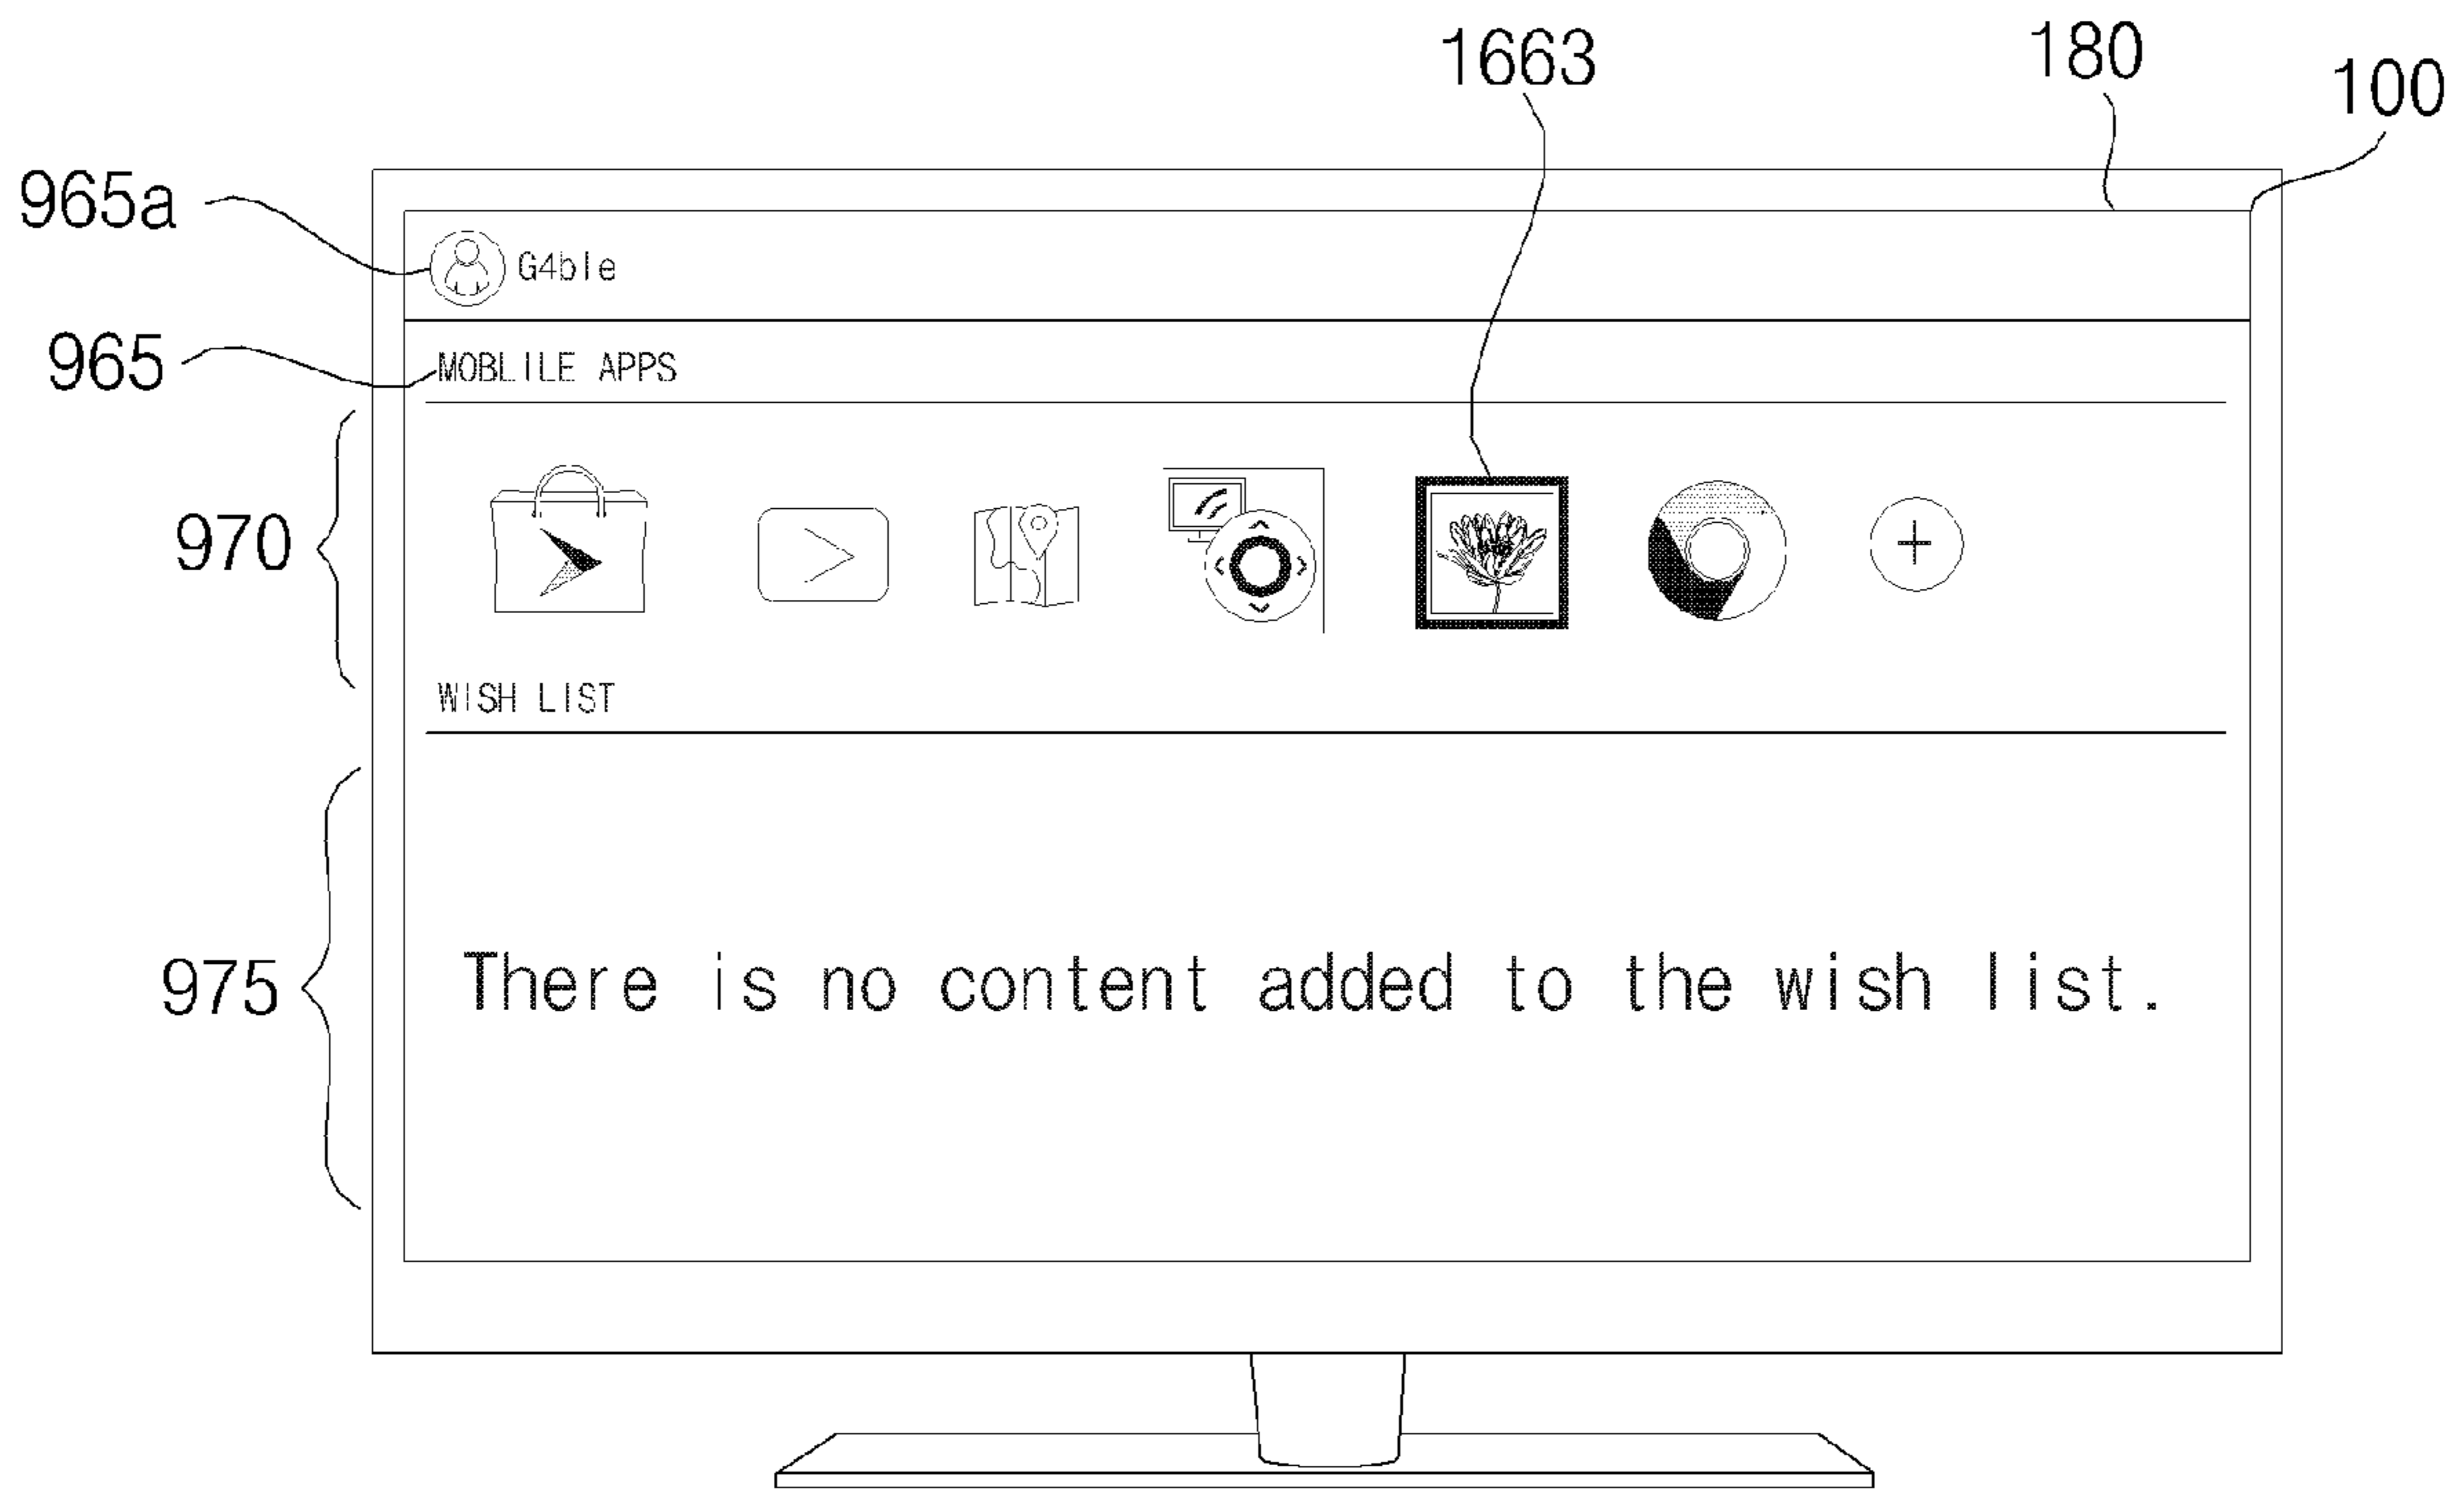 1663
180
100
965a
G4ble
965
MOBLILE APPS
970
WISH LIST
975
There is no content added to the wish list.